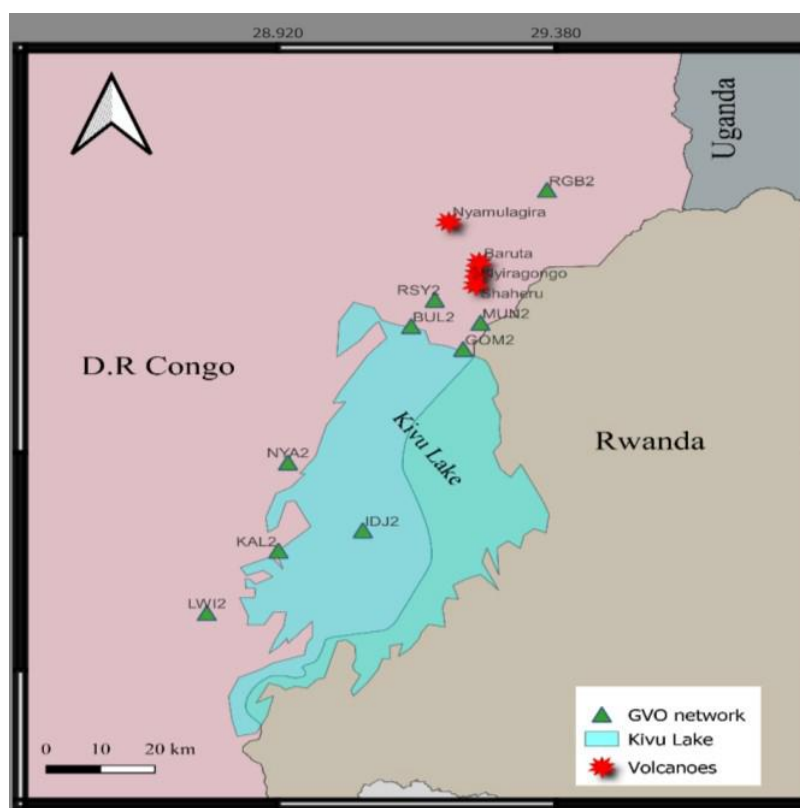 28.920
29.380
Uganda
RGB2
Nyamulagira
Baruta
Nyiragongo
Shaheru
RSY2
BUL2
MUN2
GOM2
D.R Congo
Kivu Lake
Rwanda
NYA2
IDJ2
KAL2
LWI2
GVO network
Kivu Lake
Volcanoes
0 10 20 km